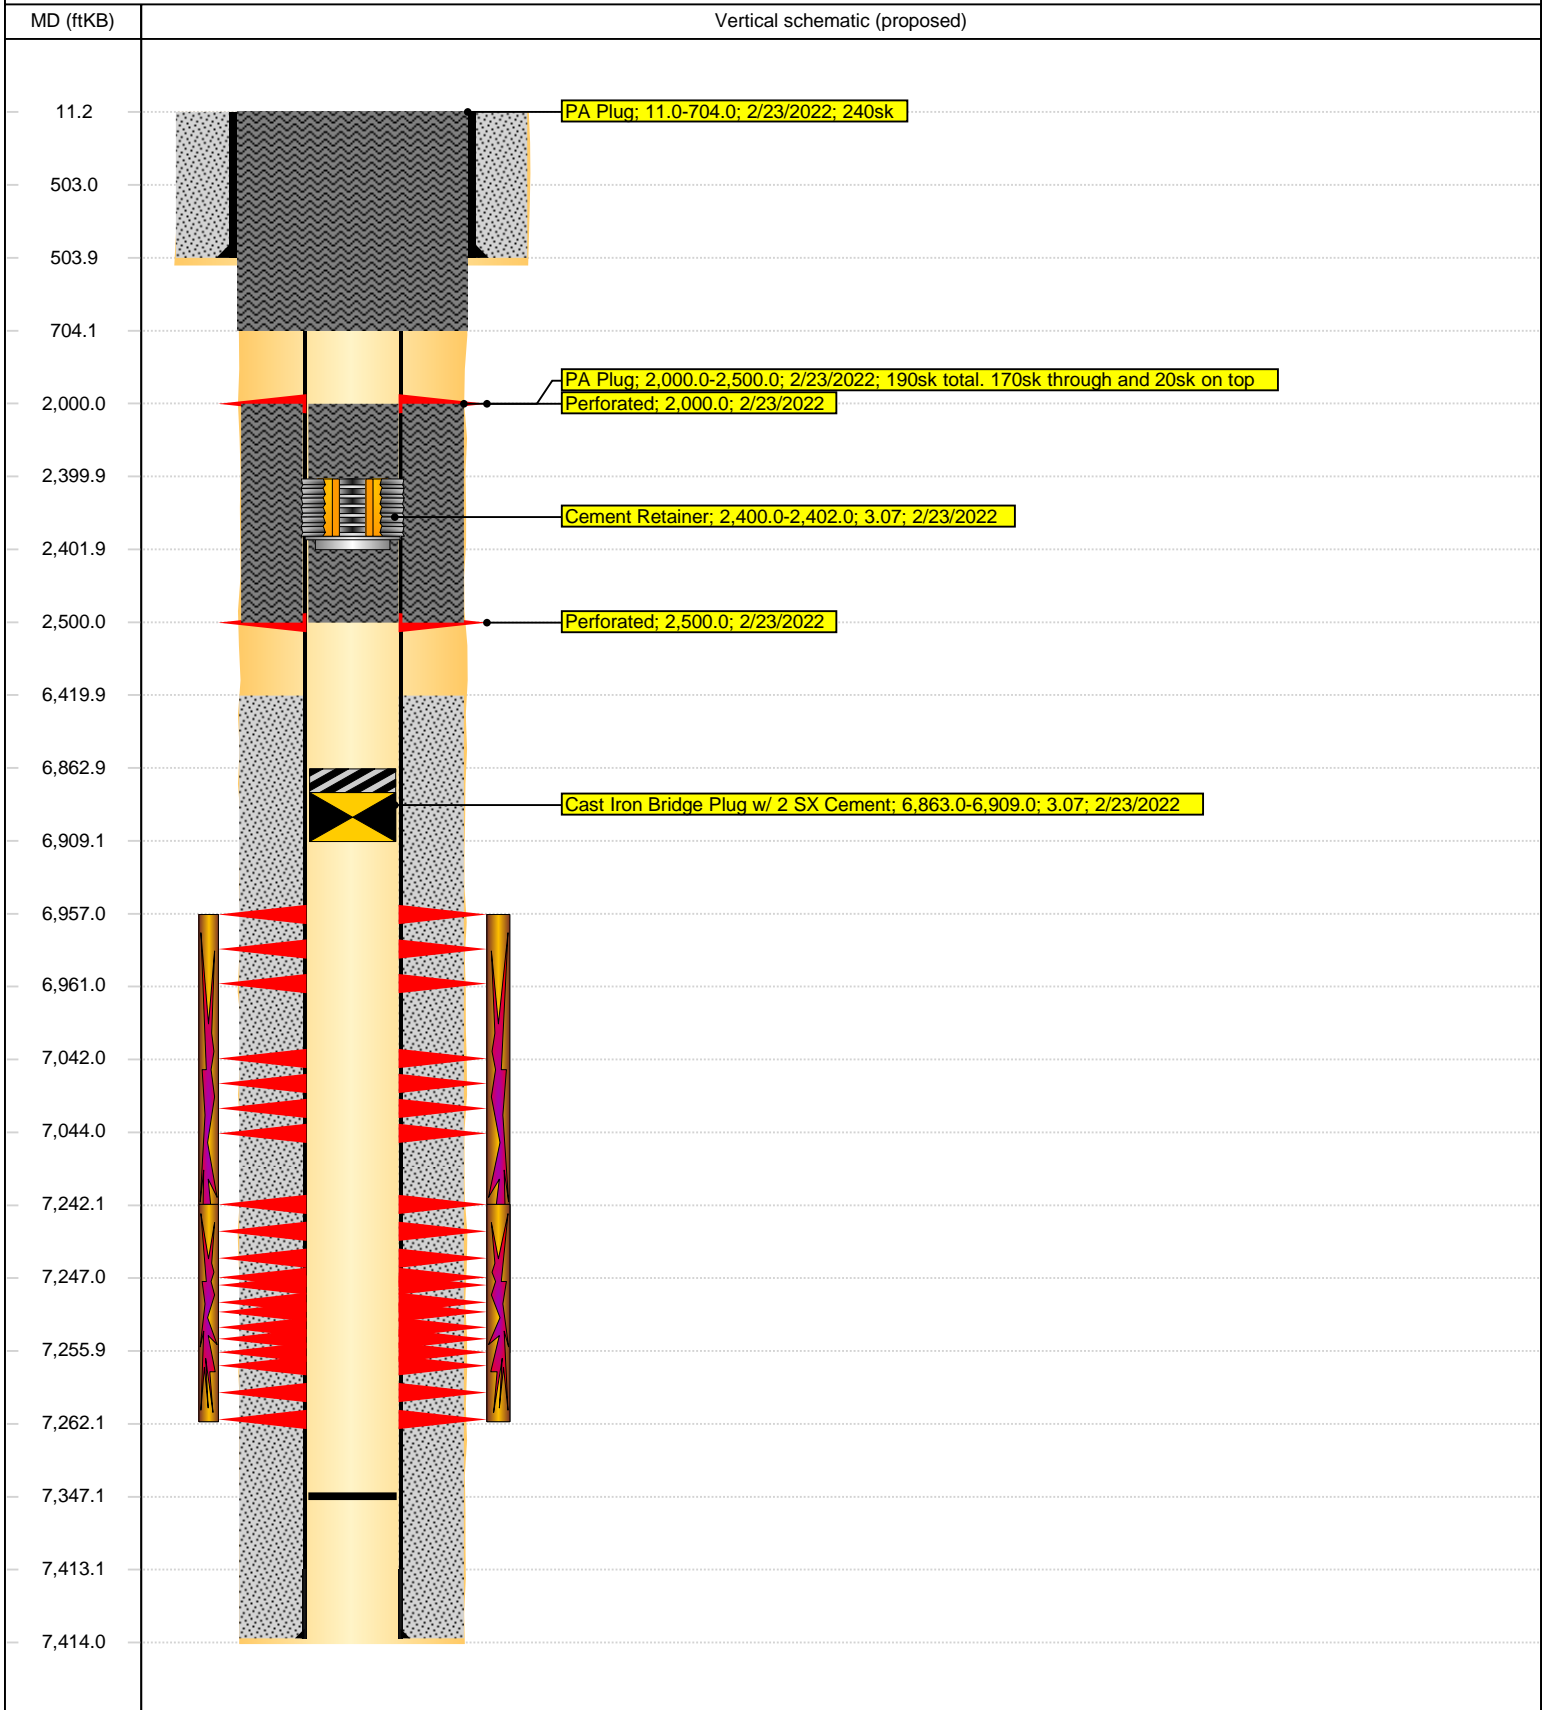 MD (ftKB)
Vertical schematic (proposed)
11.2
PA Plug; 11.0-704.0; 2/23/2022; 240sk
503.0
503.9
704.1
PA Plug; 2,000.0-2,500.0; 2/23/2022; 190sk total. 170sk through and 20sk on top
2,000.0
Perforated; 2,000.0; 2/23/2022
2,399.9
Cement Retainer; 2,400.0-2,402.0; 3.07; 2/23/2022
2,401.9
2,500.0
Perforated; 2,500.0; 2/23/2022
6,419.9
6,862.9
Cast Iron Bridge Plug w/ 2 SX Cement; 6,863.0-6,909.0; 3.07; 2/23/2022
6,909.1
6,957.0
6,961.0
7,042.0
7,044.0
7,242.1
7,247.0
7,255.9
7,262.1
7,347.1
7,413.1
7,414.0